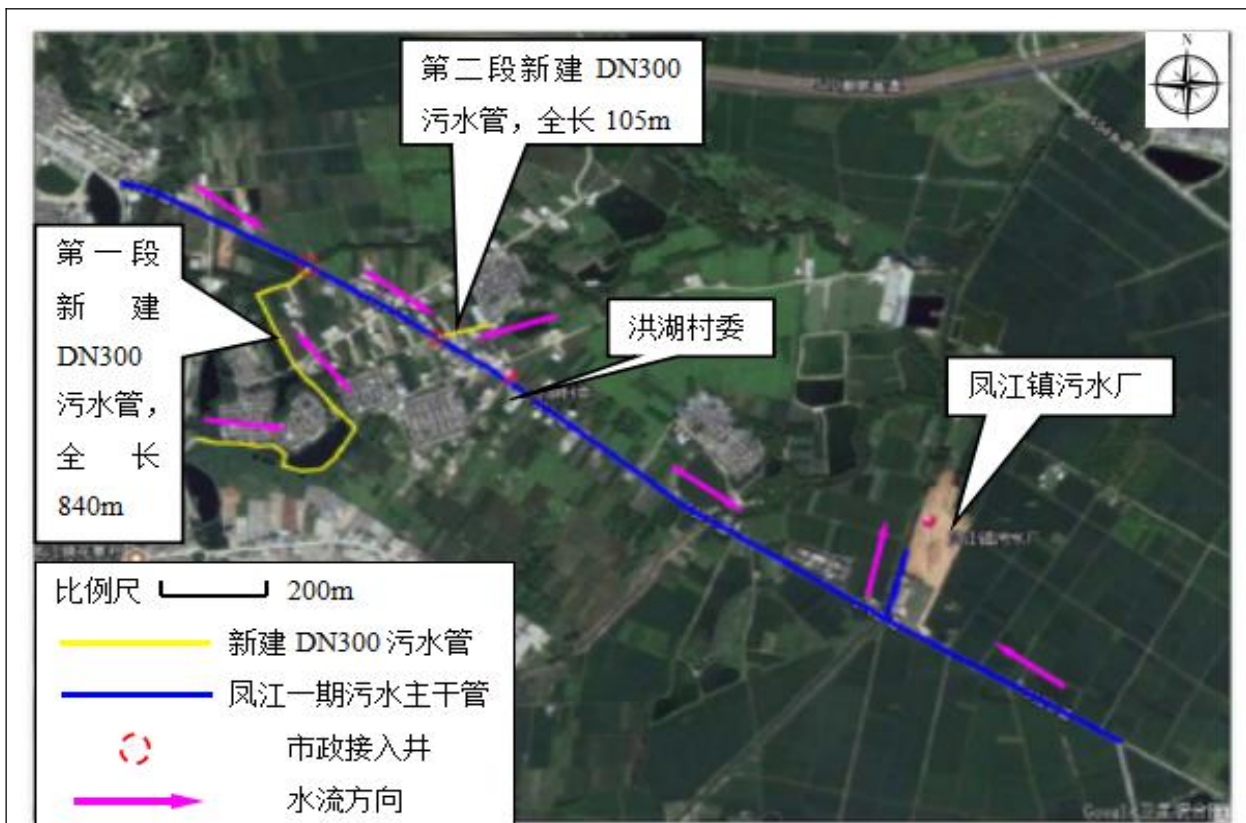 N
第二段新建 DN300
污水管，全长 105m
第一段
新建
DN300
污水管，
全长
840m
洪湖村委
凤江镇污水厂
比例尺 200m
新建 DN300 污水管
凤江一期污水主干管
市政接入井
水流方向